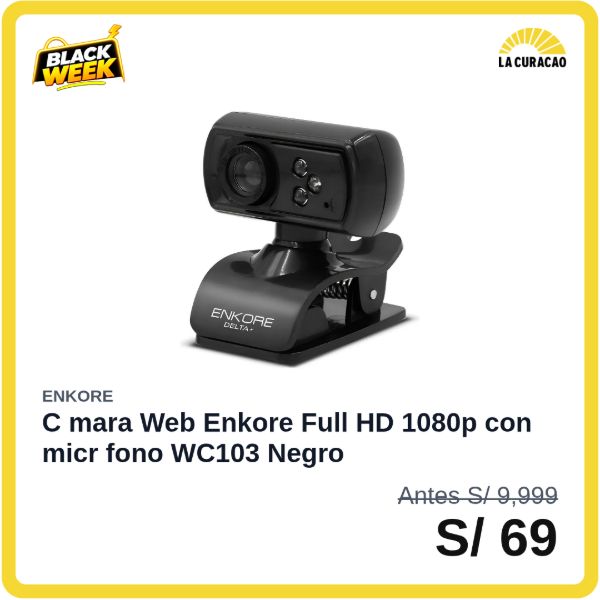 BLACK
WEEK
LA CURACAO
ENKORE
DELTA+
ENKORE
C mara Web Enkore Full HD 1080p con
micr fono WC103 Negro
Antes S/ 9,999
S/ 69